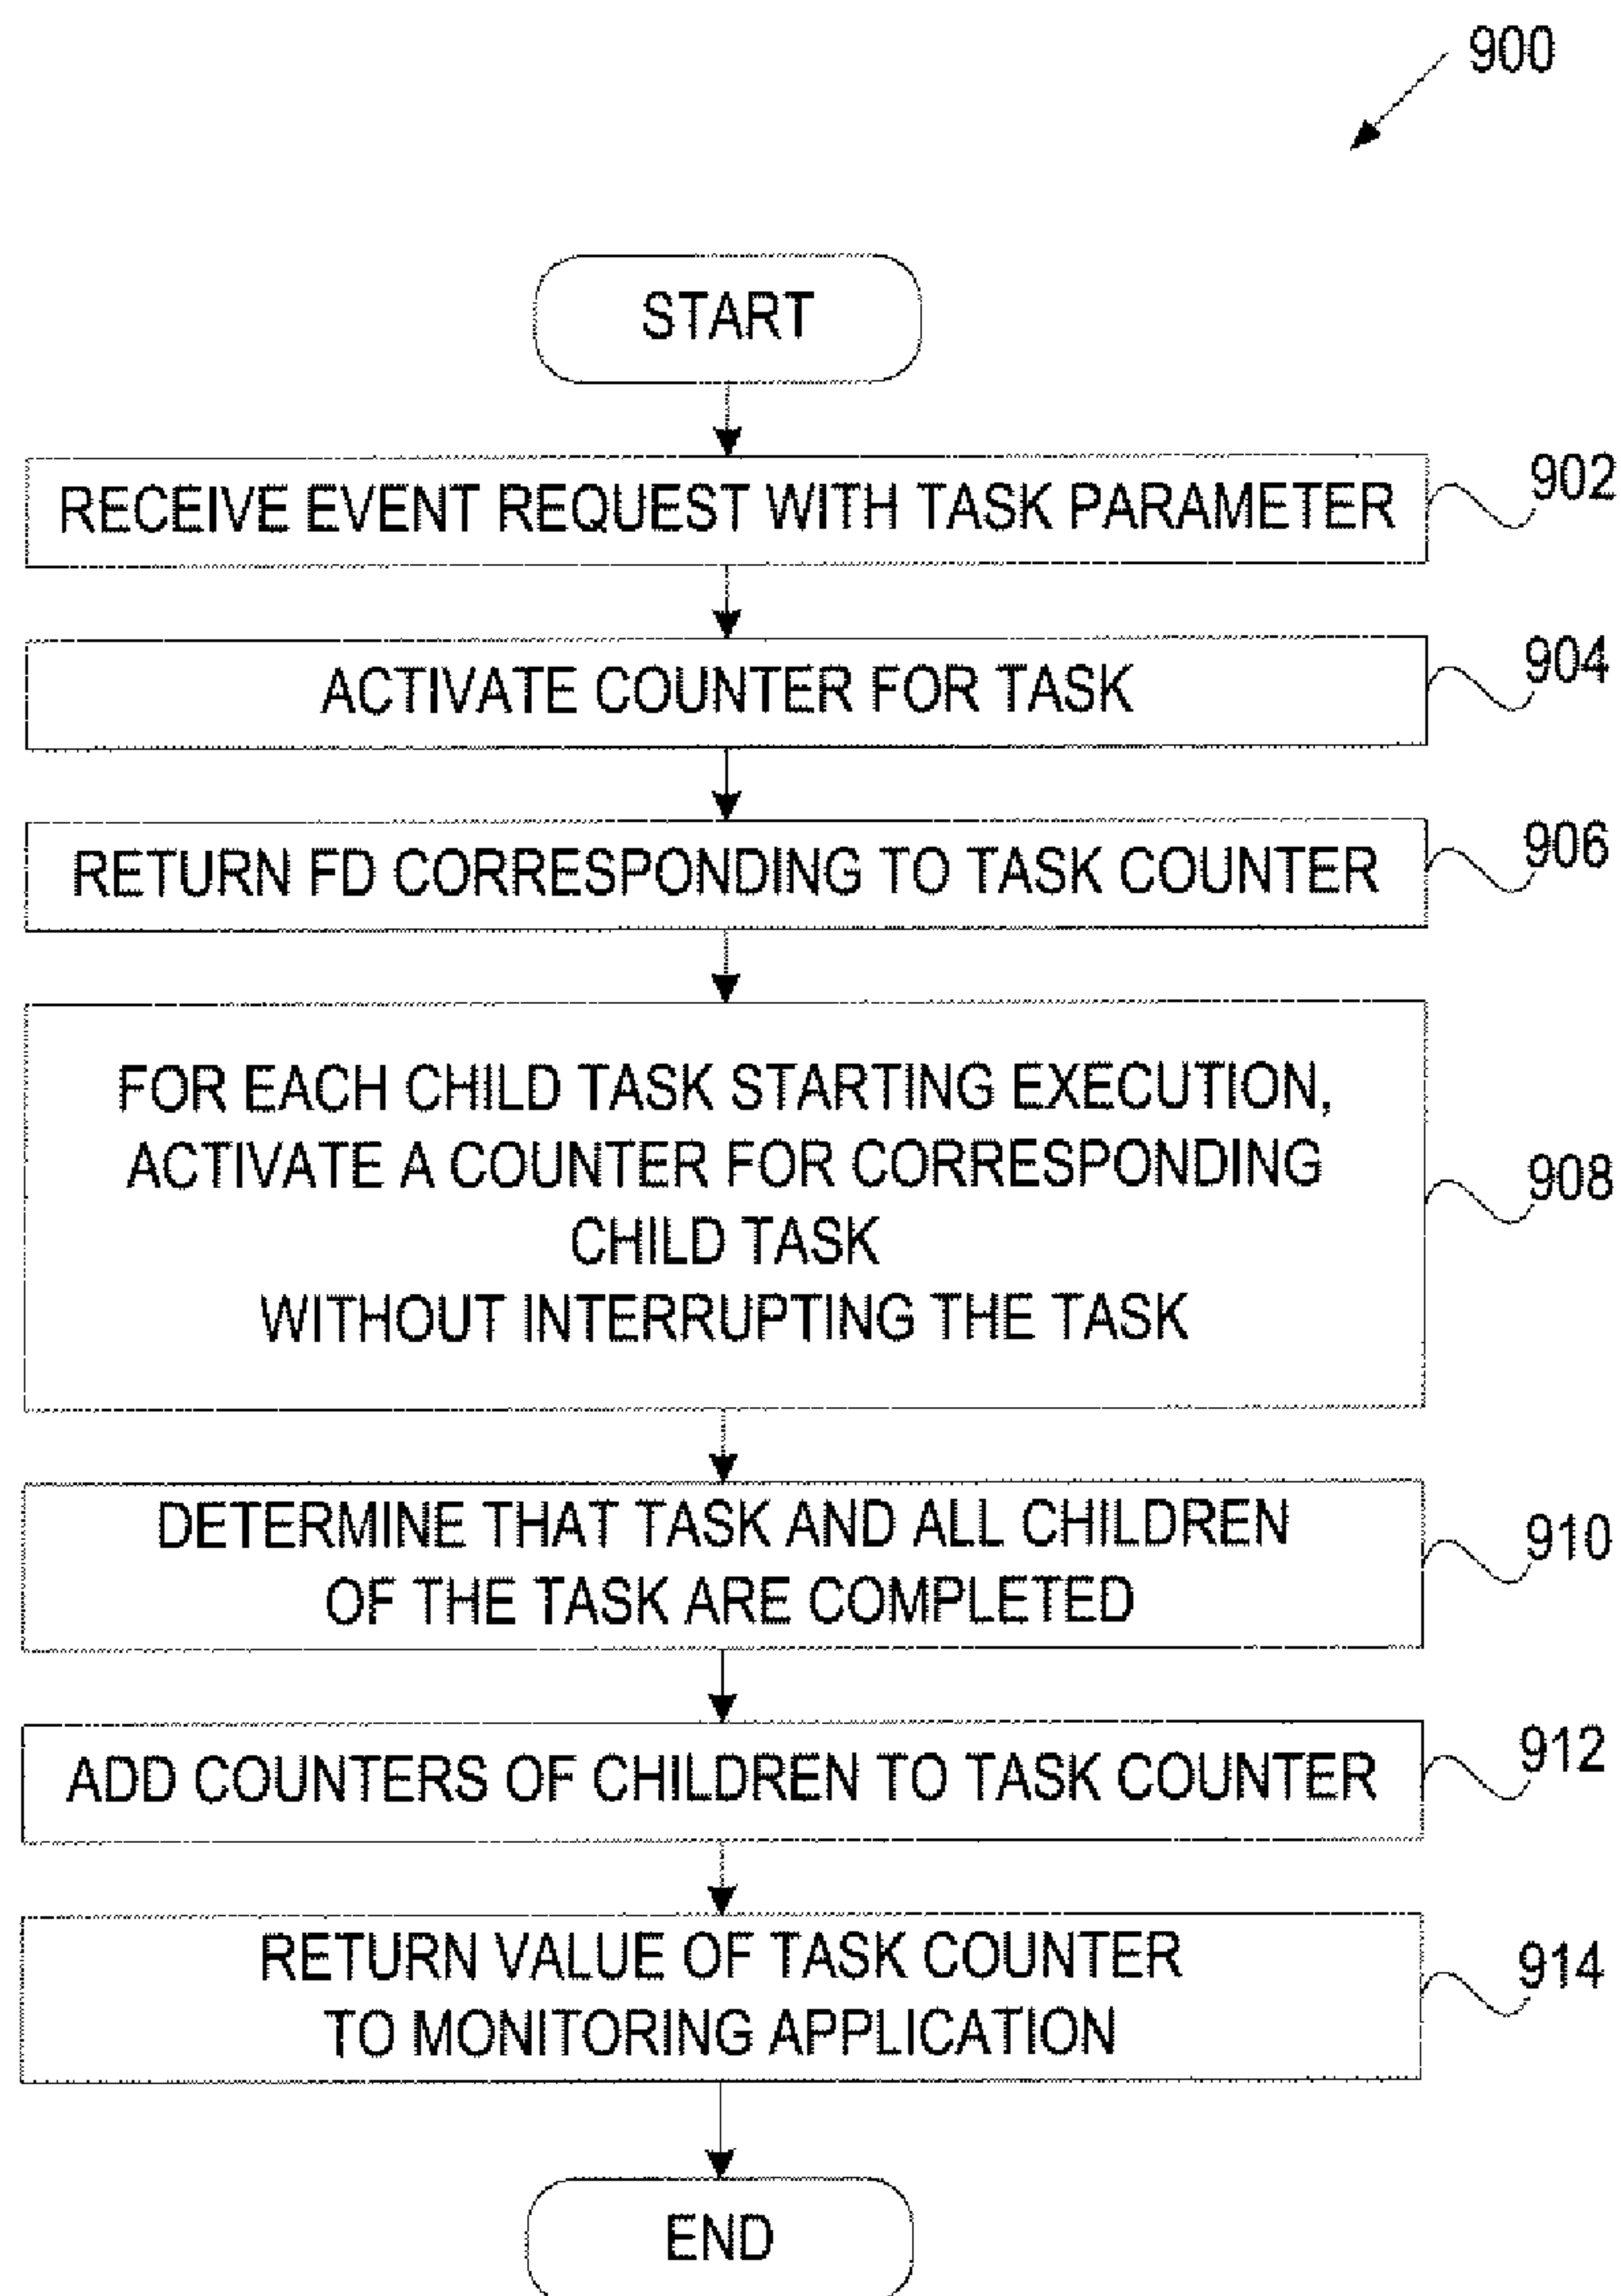 900
START
RECEIVE EVENT REQUEST WITH TASK PARAMETER
902
ACTIVATE COUNTER FOR TASK
904
RETURN FD CORRESPONDING TO TASK COUNTER
906
FOR EACH CHILD TASK STARTING EXECUTION,
ACTIVATE A COUNTER FOR CORRESPONDING
CHILD TASK
WITHOUT INTERRUPTING THE TASK
908
DETERMINE THAT TASK AND ALL CHILDREN
OF THE TASK ARE COMPLETED
910
ADD COUNTERS OF CHILDREN TO TASK COUNTER
912
RETURN VALUE OF TASK COUNTER
TO MONITORING APPLICATION
914
END